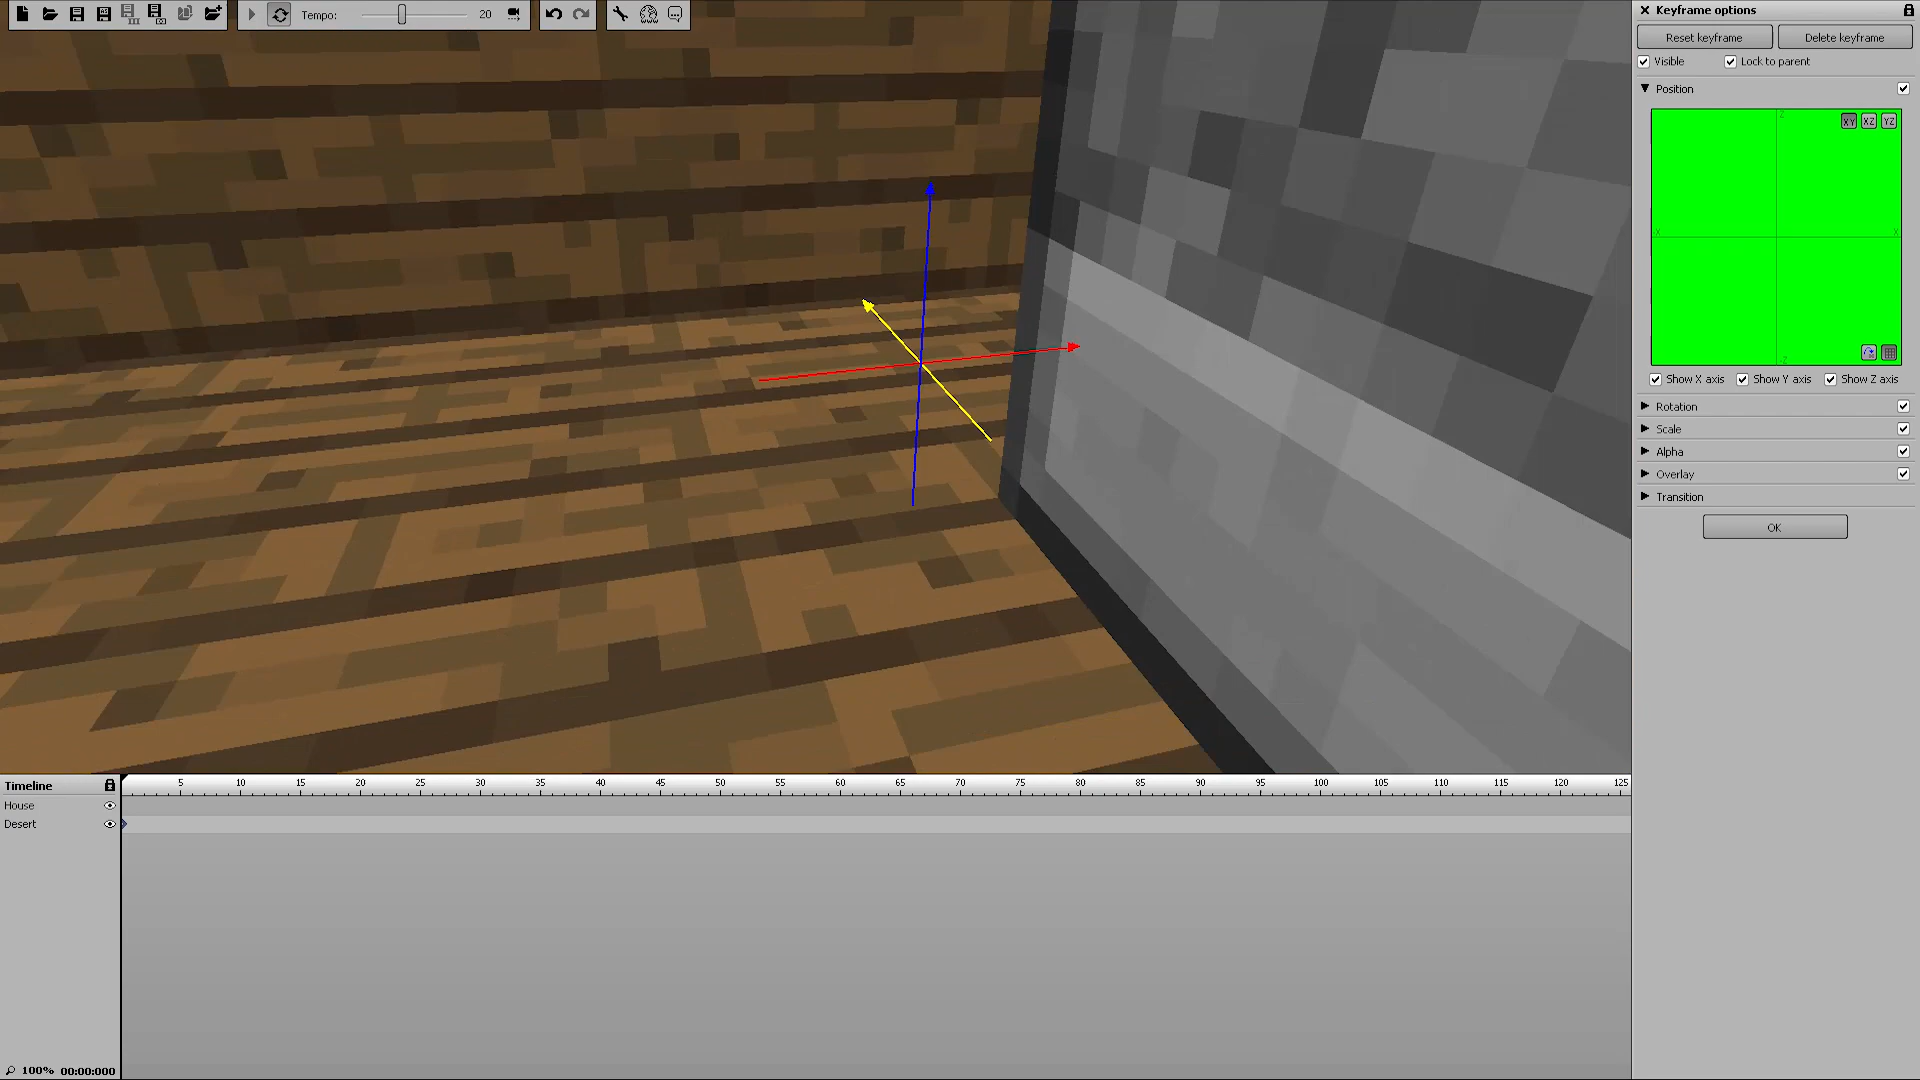 Tempo: 20
Keyframe options
Reset keyframe Delete keyframe
Visible Lock to parent
Position
Z XY XZ YZ
-X X
-Z
Show X axis Show Y axis Show Z axis
Rotation
Scale
Alpha
Overlay
Transition
OK
Timeline 5 10 15 20 25 30 35 40 45 50 55 60 65 70 75 80 85 90 95 100 105 110 115 120 125
House
Desert
100% 00:00:000